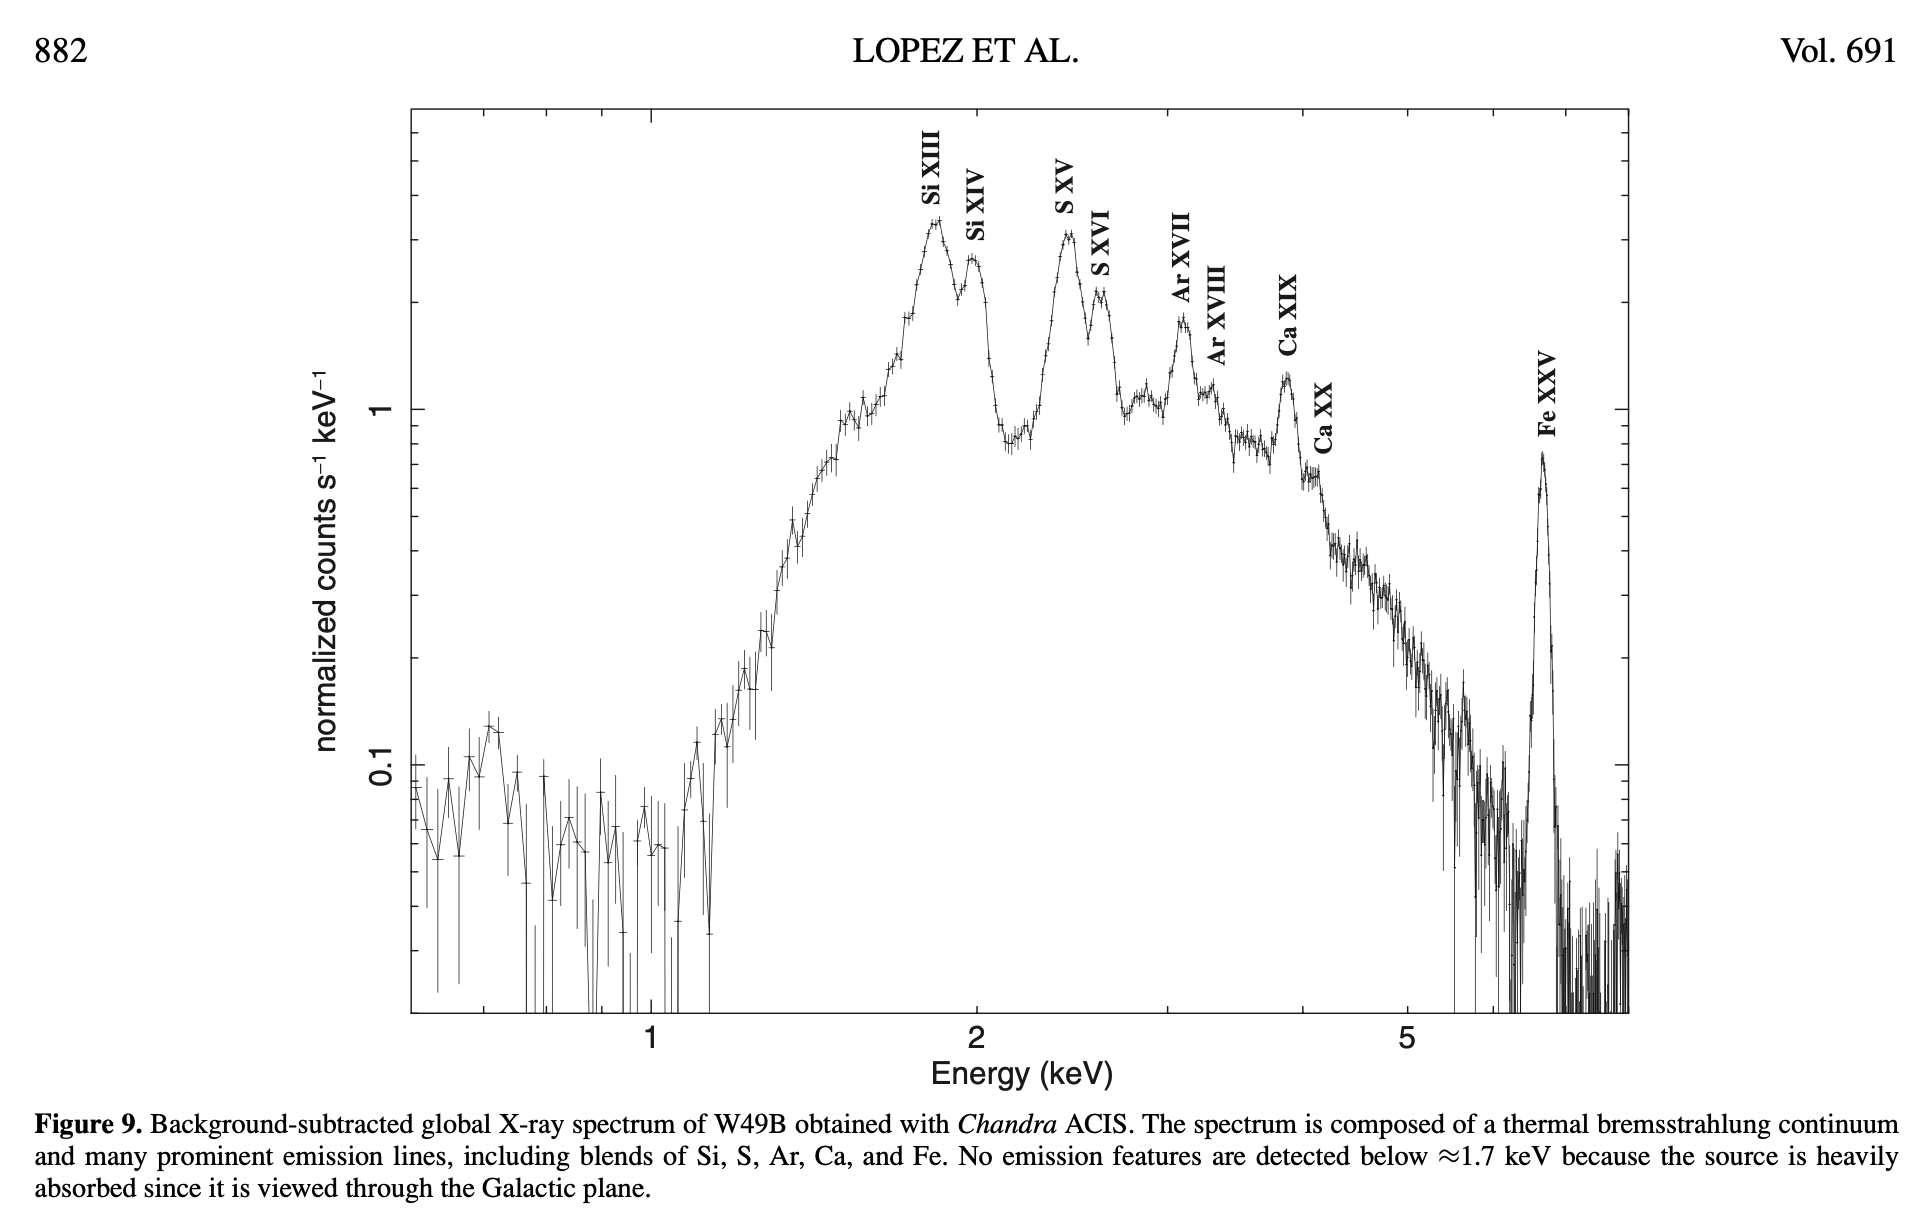 882
LOPEZ ET AL.
Vol. 691
Si XIII
Si XIV
S XV
S XVI
Ar XVII
Ar XVIII
Ca XIX
Ca XX
Fe XXV
normalized counts s⁻¹ keV⁻¹
1
0.1
1
2
5
Energy (keV)
Figure 9. Background-subtracted global X-ray spectrum of W49B obtained with Chandra ACIS. The spectrum is composed of a thermal bremsstrahlung continuum
and many prominent emission lines, including blends of Si, S, Ar, Ca, and Fe. No emission features are detected below ≈1.7 keV because the source is heavily
absorbed since it is viewed through the Galactic plane.